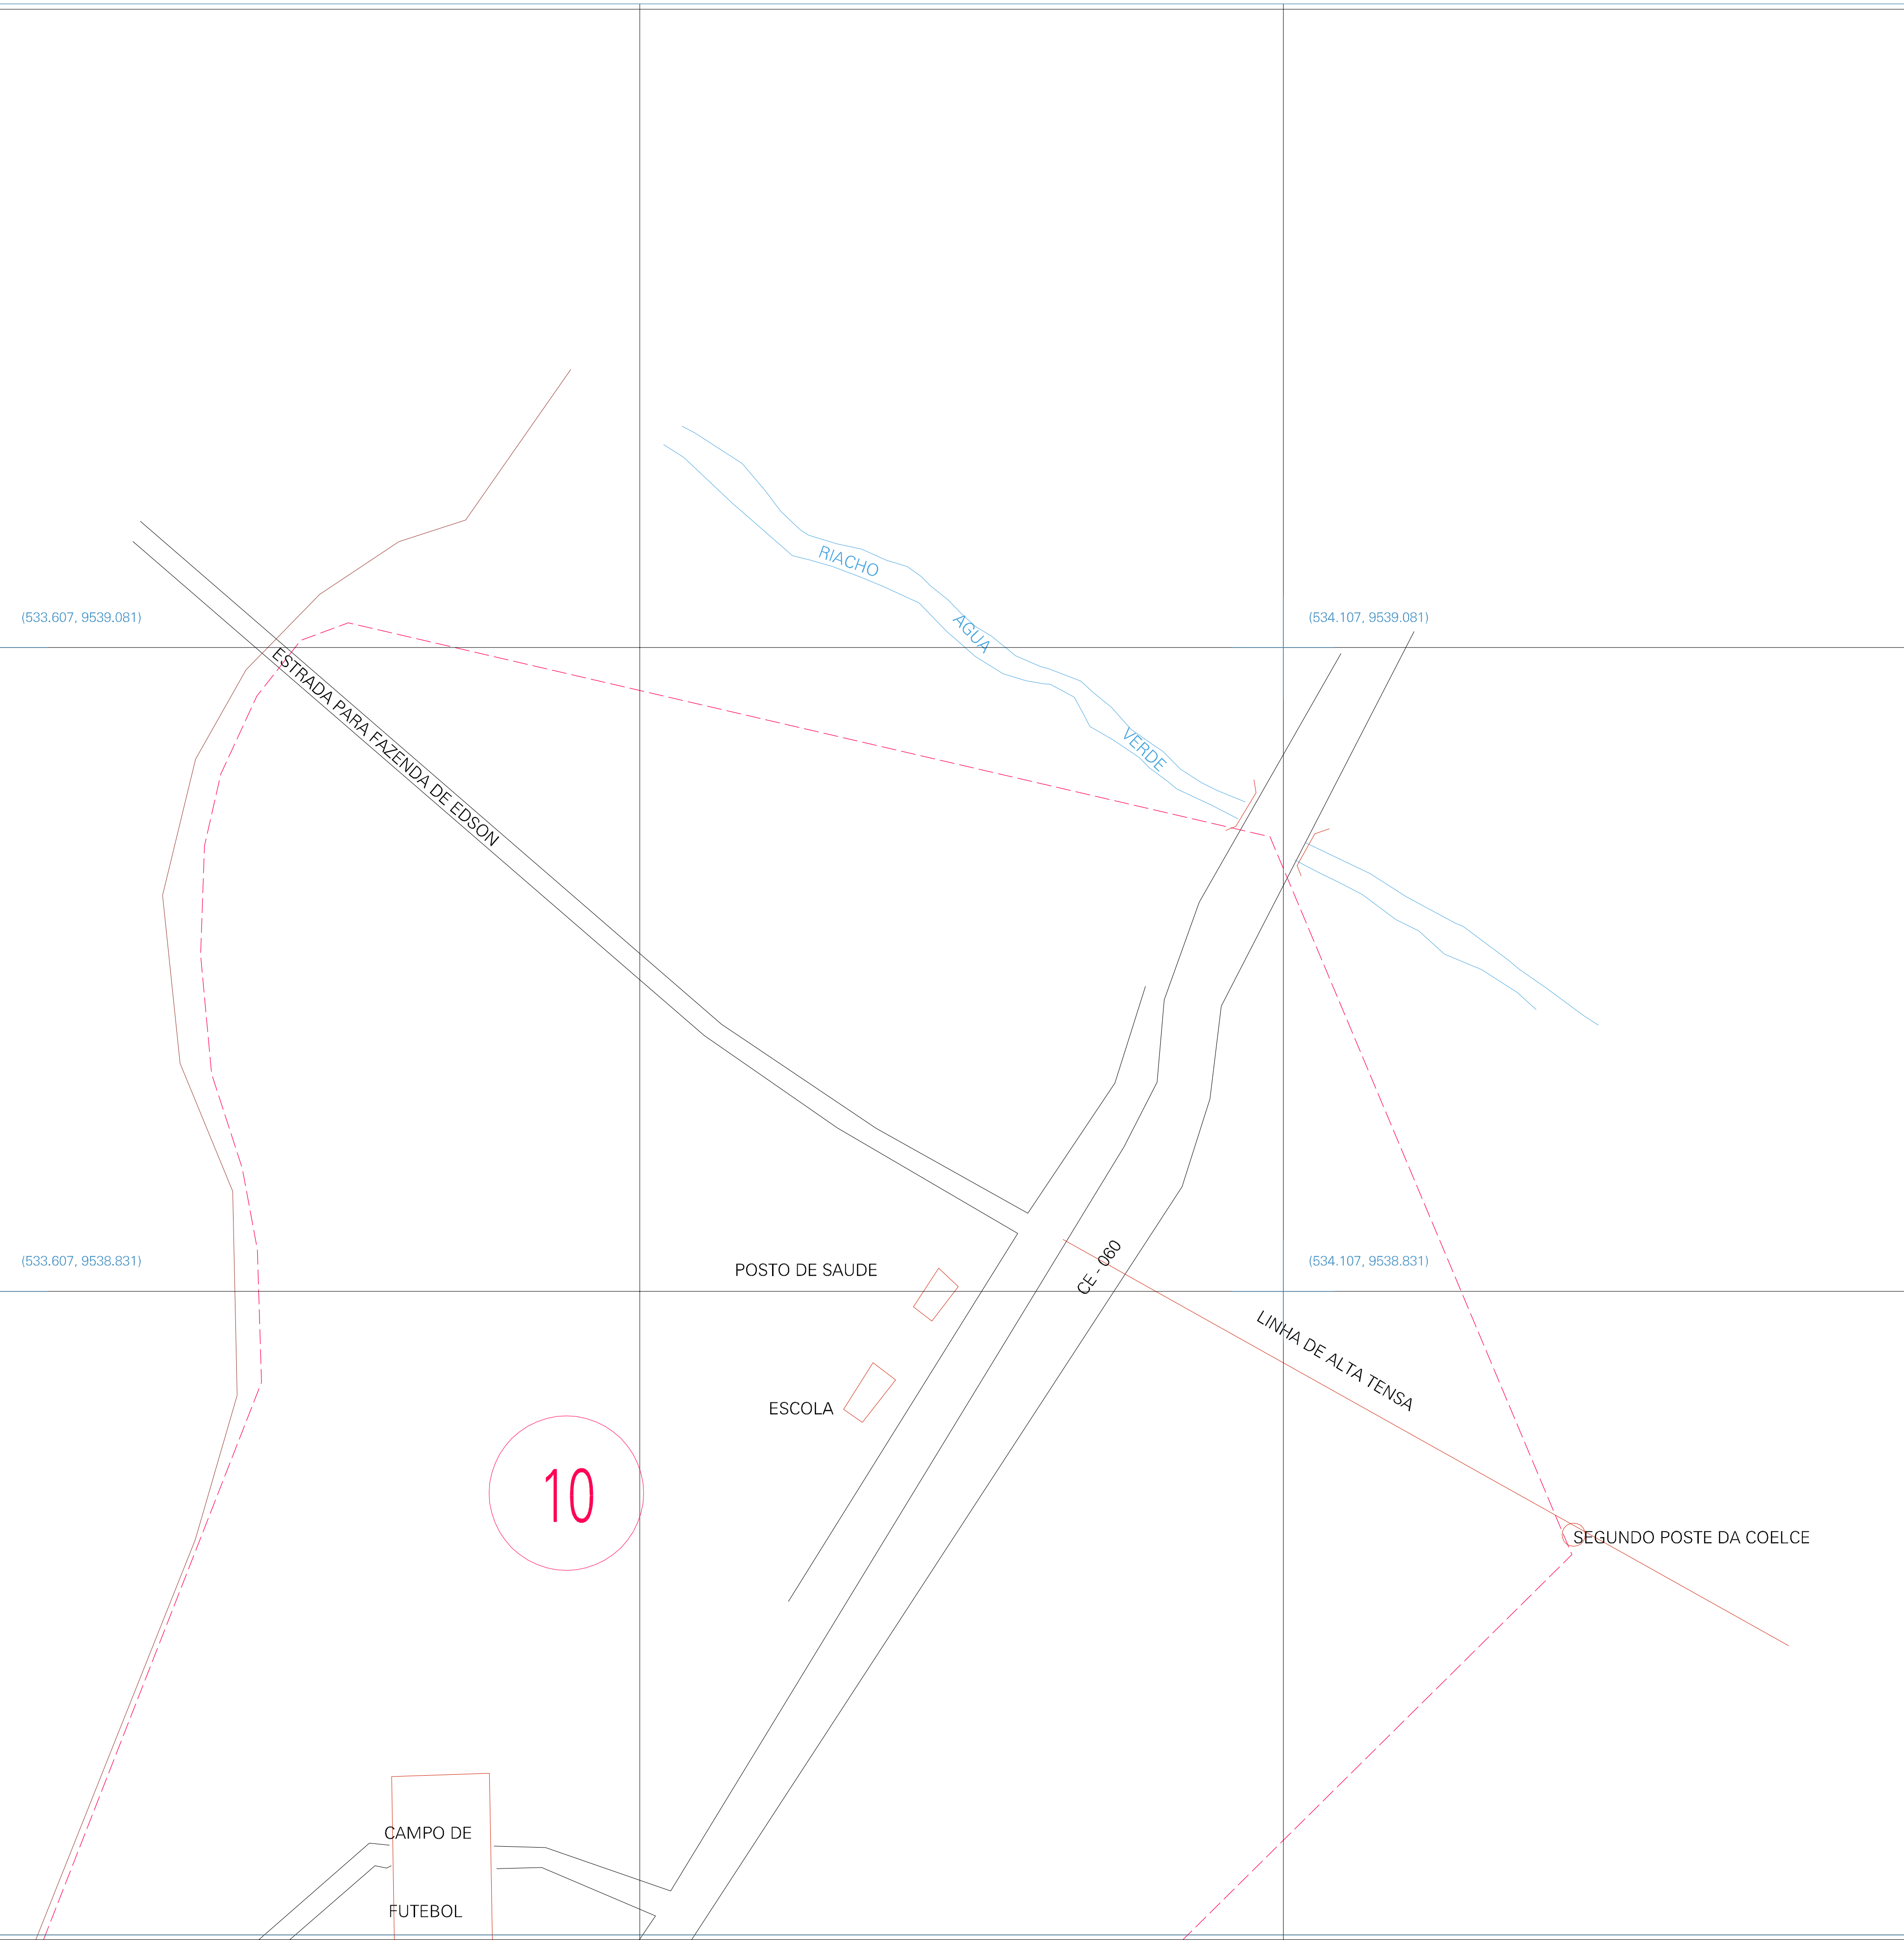 RIACHO
AGUA
VERDE
(533.607, 9539.081)
(534.107, 9539.081)
ESTRADA PARA FAZENDA DE EDSON
CE - 060
(533.607, 9538.831)
(534.107, 9538.831)
POSTO DE SAUDE
LINHA DE ALTA TENSA
ESCOLA
10
SEGUNDO POSTE DA COELCE
CAMPO DE
FUTEBOL